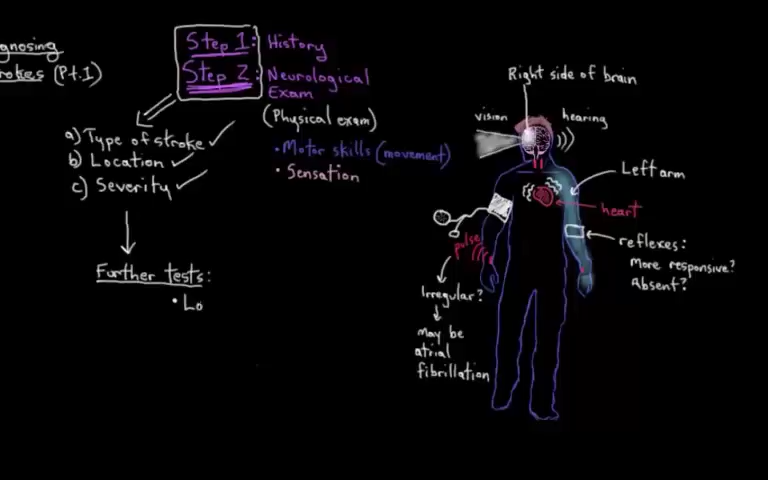 gnosing
rokes (Pt.1)
Step 1: History
Step 2: Neurological
Exam
(Physical exam)
• Motor skills (movement)
• Sensation
a) Type of stroke
b) Location
c) Severity
Further tests:
• Lo
Right side of brain
vision
hearing
Left arm
heart
reflexes:
More responsive?
Absent?
pulse
Irregular?
may be
atrial
fibrillation